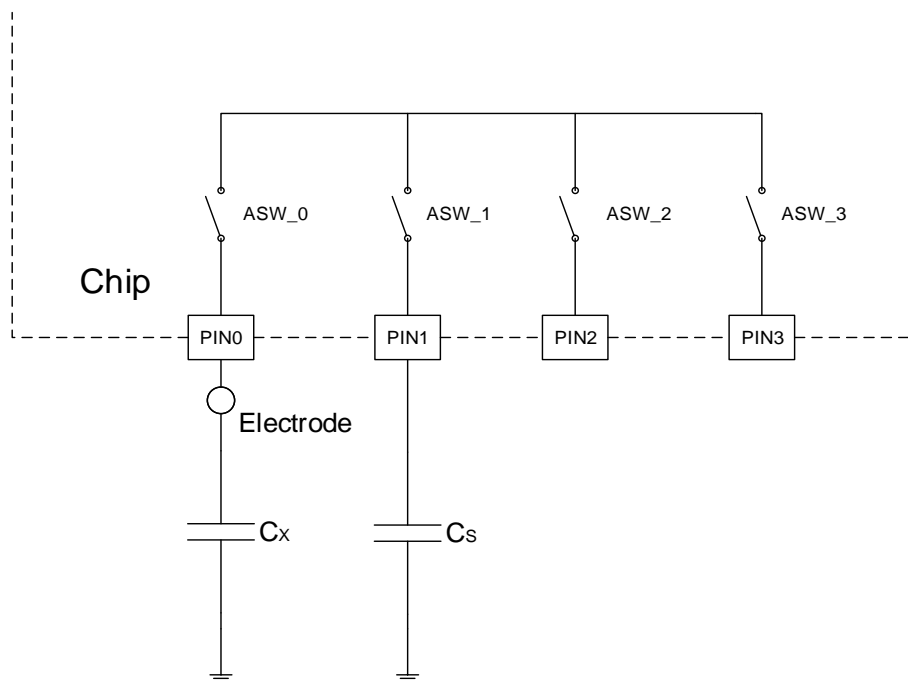 ASW_0
ASW_1
ASW_2
ASW_3
Chip
PIN0
PIN1
PIN2
PIN3
Electrode
CX
CS